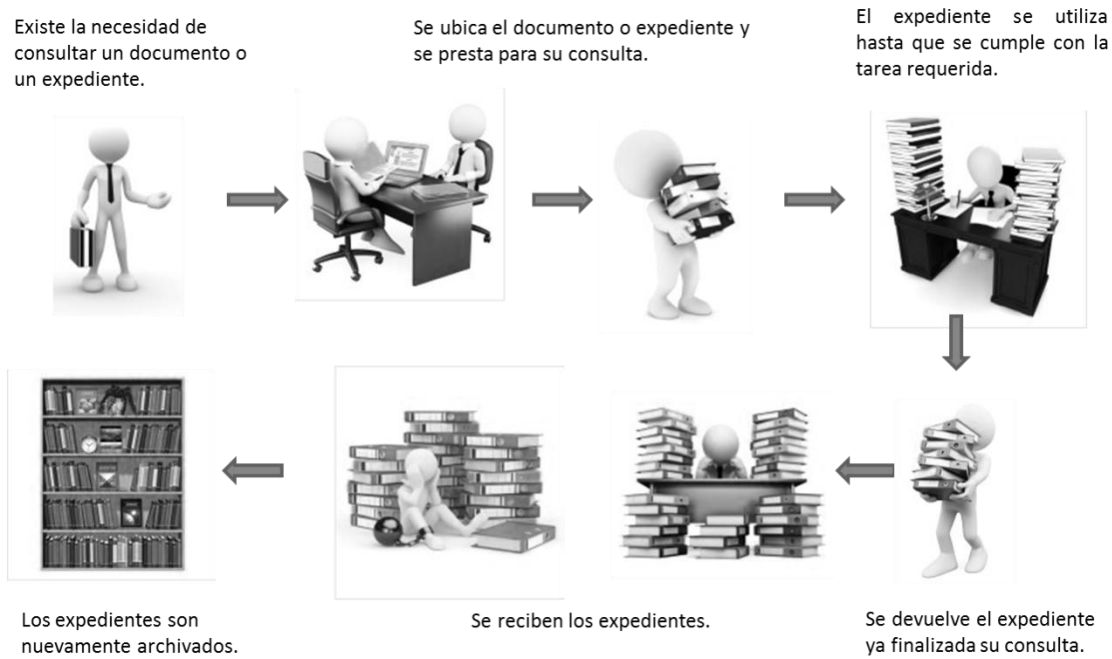 Existe la necesidad de
consultar un documento o
un expediente.
Se ubica el documento o expediente y
se presta para su consulta.
El expediente se utiliza
hasta que se cumple con la
tarea requerida.
Los expedientes son
nuevamente archivados.
Se reciben los expedientes.
Se devuelve el expediente
ya finalizada su consulta.